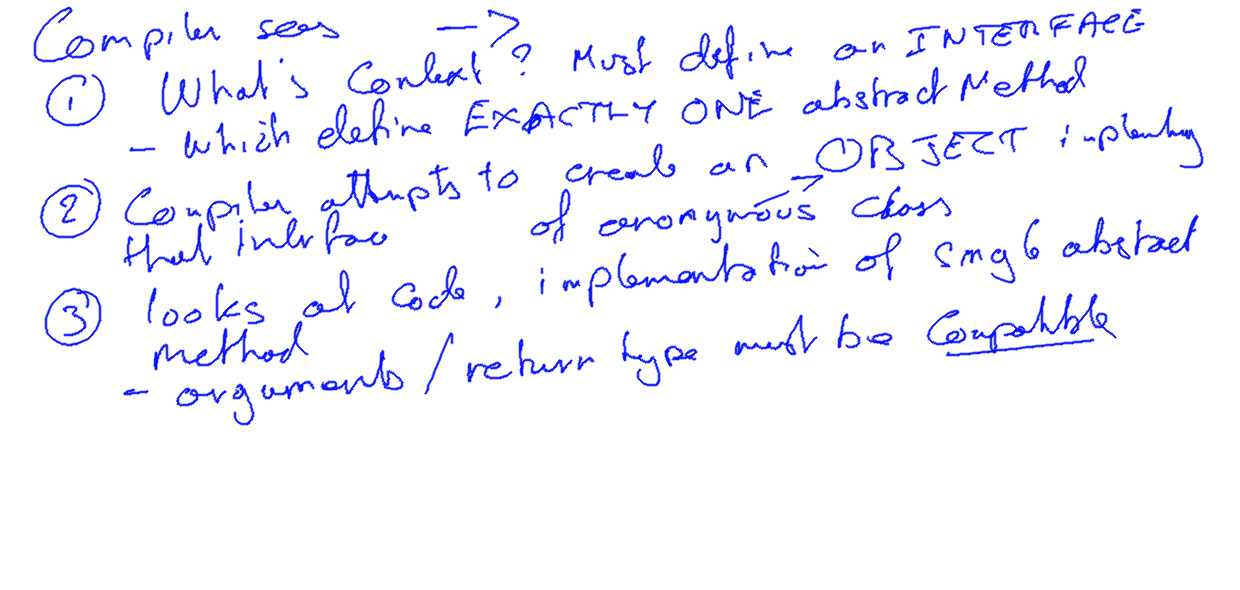 Compiler sees ->
① What's Context? Must define an INTERFACE
- which define EXACTLY ONE abstract Method
② Compiler attempts to create an OBJECT implementing
that interface of anonymous class
③ looks at code, implementation of single abstract
method
- arguments / return type must be Compatible